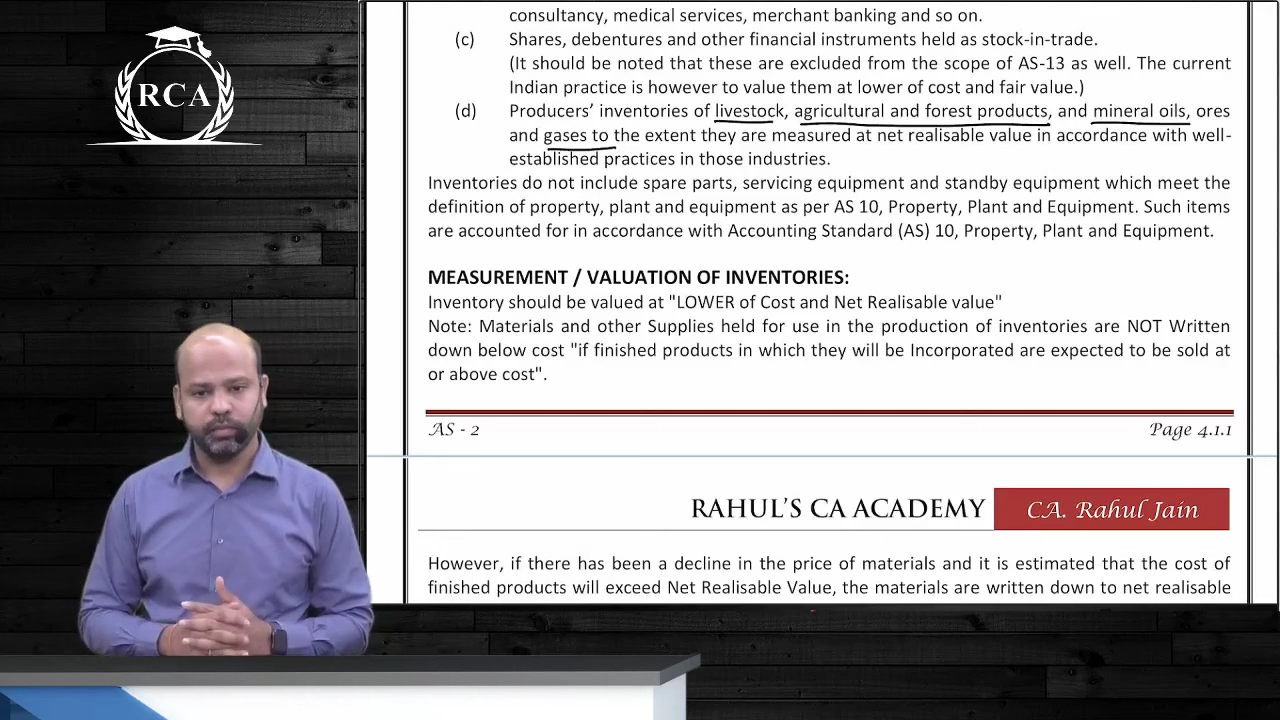 RCA
consultancy, medical services, merchant banking and so on.
(c) Shares, debentures and other financial instruments held as stock-in-trade.
(It should be noted that these are excluded from the scope of AS-13 as well. The current
Indian practice is however to value them at lower of cost and fair value.)
(d) Producers’ inventories of livestock, agricultural and forest products, and mineral oils, ores
and gases to the extent they are measured at net realisable value in accordance with well-
established practices in those industries.
Inventories do not include spare parts, servicing equipment and standby equipment which meet the
definition of property, plant and equipment as per AS 10, Property, Plant and Equipment. Such items
are accounted for in accordance with Accounting Standard (AS) 10, Property, Plant and Equipment.
MEASUREMENT / VALUATION OF INVENTORIES:
Inventory should be valued at "LOWER of Cost and Net Realisable value"
Note: Materials and other Supplies held for use in the production of inventories are NOT Written
down below cost "if finished products in which they will be Incorporated are expected to be sold at
or above cost".
AS - 2 Page 4.1.1
RAHUL’S CA ACADEMY CA. Rahul Jain
However, if there has been a decline in the price of materials and it is estimated that the cost of
finished products will exceed Net Realisable Value, the materials are written down to net realisable